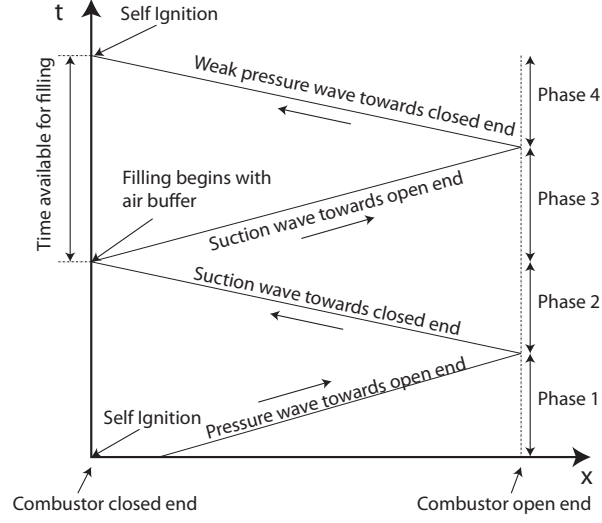 t
Self Ignition
Weak pressure wave towards closed end
Phase 4
Time available for filling
Filling begins with
air buffer
Suction wave towards open end
Phase 3
Suction wave towards closed end
Phase 2
Self Ignition
Pressure wave towards open end
Phase 1
x
Combustor closed end
Combustor open end